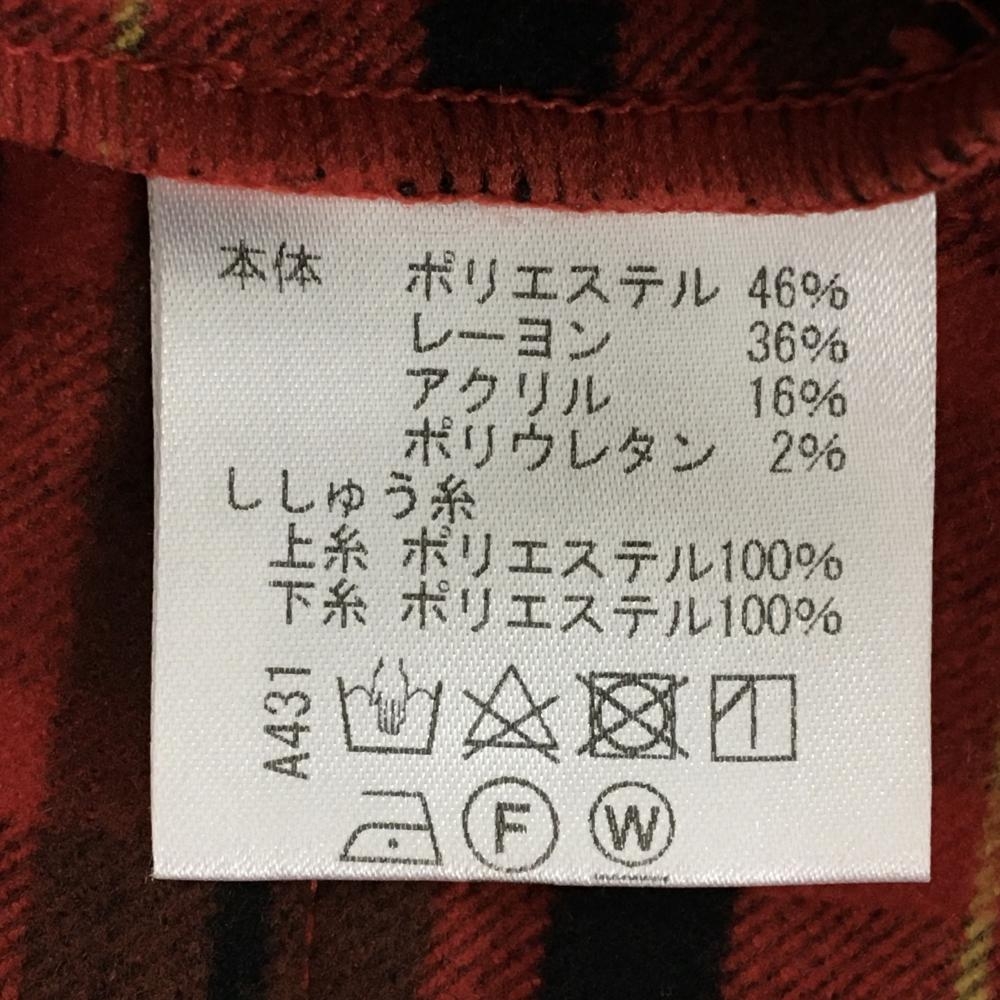 本体 ポリエステル 46%
レーヨン 36%
アクリル 16%
ポリウレタン 2%
ししゅう糸
上糸 ポリエステル100%
下糸 ポリエステル100%
A431
F W